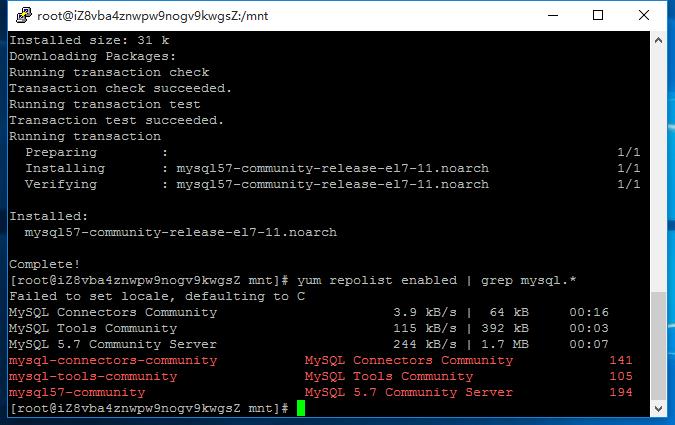 root@iZ8vba4znwpw9nogv9kwgsZ:/mnt
Installed size: 31 k
Downloading Packages:
Running transaction check
Transaction check succeeded.
Running transaction test
Transaction test succeeded.
Running transaction
  Preparing        :                                                         1/1
  Installing       : mysql57-community-release-el7-11.noarch                 1/1
  Verifying        : mysql57-community-release-el7-11.noarch                 1/1

Installed:
  mysql57-community-release-el7-11.noarch

Complete!
[root@iZ8vba4znwpw9nogv9kwgsZ mnt]# yum repolist enabled | grep mysql.*
Failed to set locale, defaulting to C
MySQL Connectors Community                      3.9 kB/s |  64 kB     00:16
MySQL Tools Community                           115 kB/s | 392 kB     00:03
MySQL 5.7 Community Server                      244 kB/s | 1.7 MB     00:07
mysql-connectors-community           MySQL Connectors Community            141
mysql-tools-community                MySQL Tools Community                 105
mysql57-community                    MySQL 5.7 Community Server            194
[root@iZ8vba4znwpw9nogv9kwgsZ mnt]#